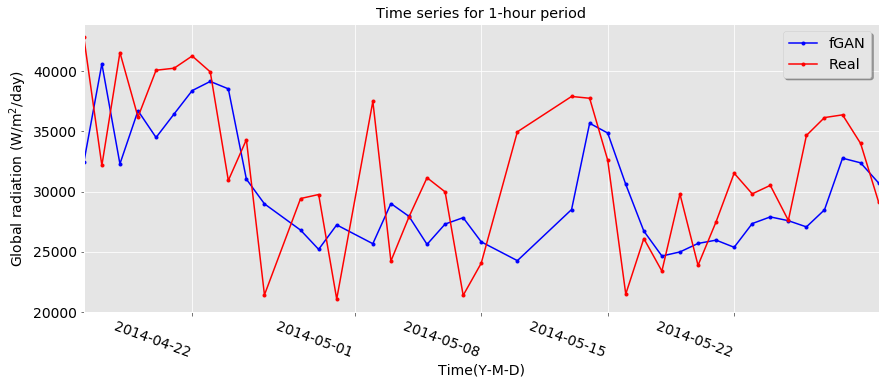 Time series for 1-hour period
fGAN
Real
Global radiation (W/m²/day)
40000
35000
30000
25000
20000
2014-04-22
2014-05-01
2014-05-08
2014-05-15
2014-05-22
Time(Y-M-D)